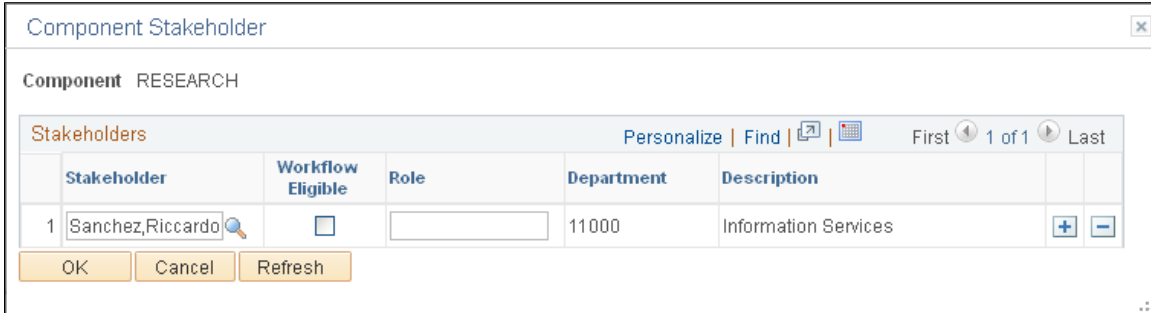 Component Stakeholder
Component RESEARCH
Stakeholders Personalize | Find | | First 1 of 1 Last
Stakeholder Workflow Eligible Role Department Description
1 Sanchez,Riccardo 11000 Information Services
OK Cancel Refresh